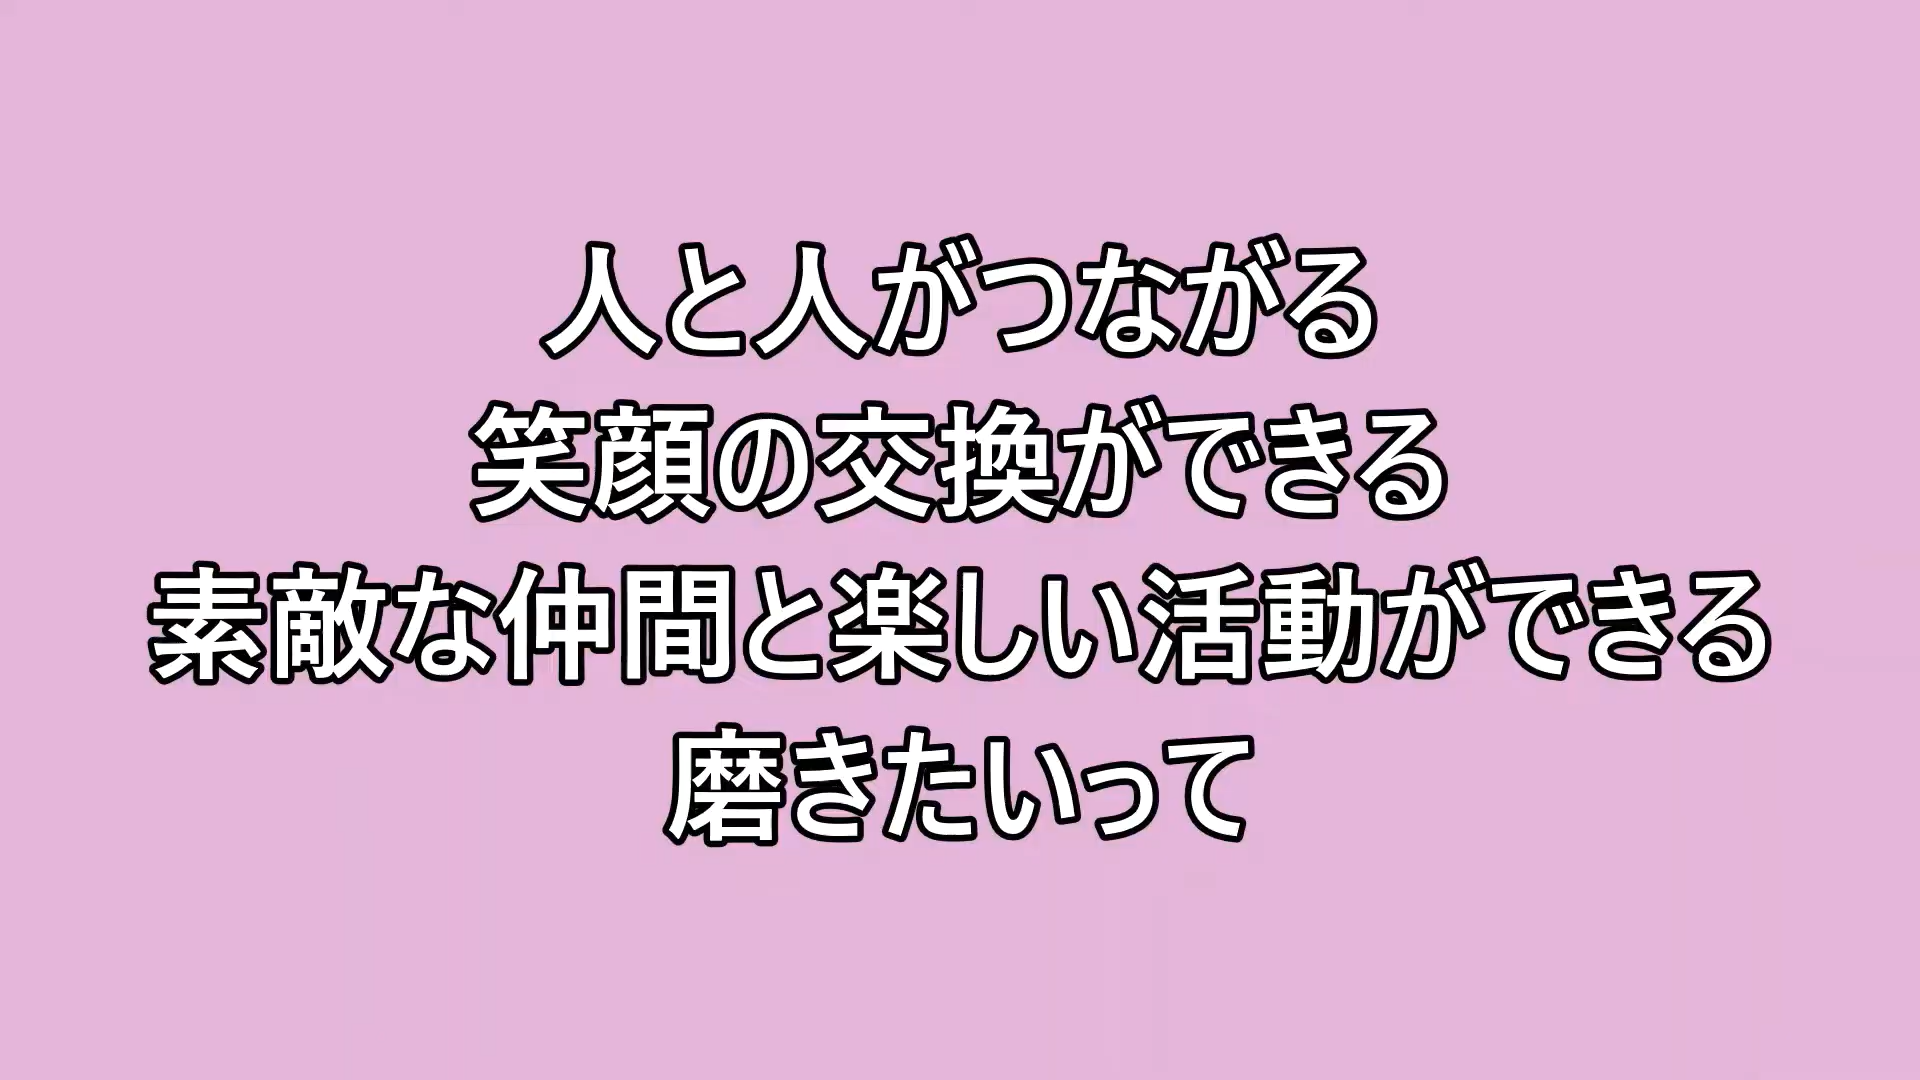 人と人がつながる
笑顔の交換ができる
素敵な仲間と楽しい活動ができる
磨きたいって